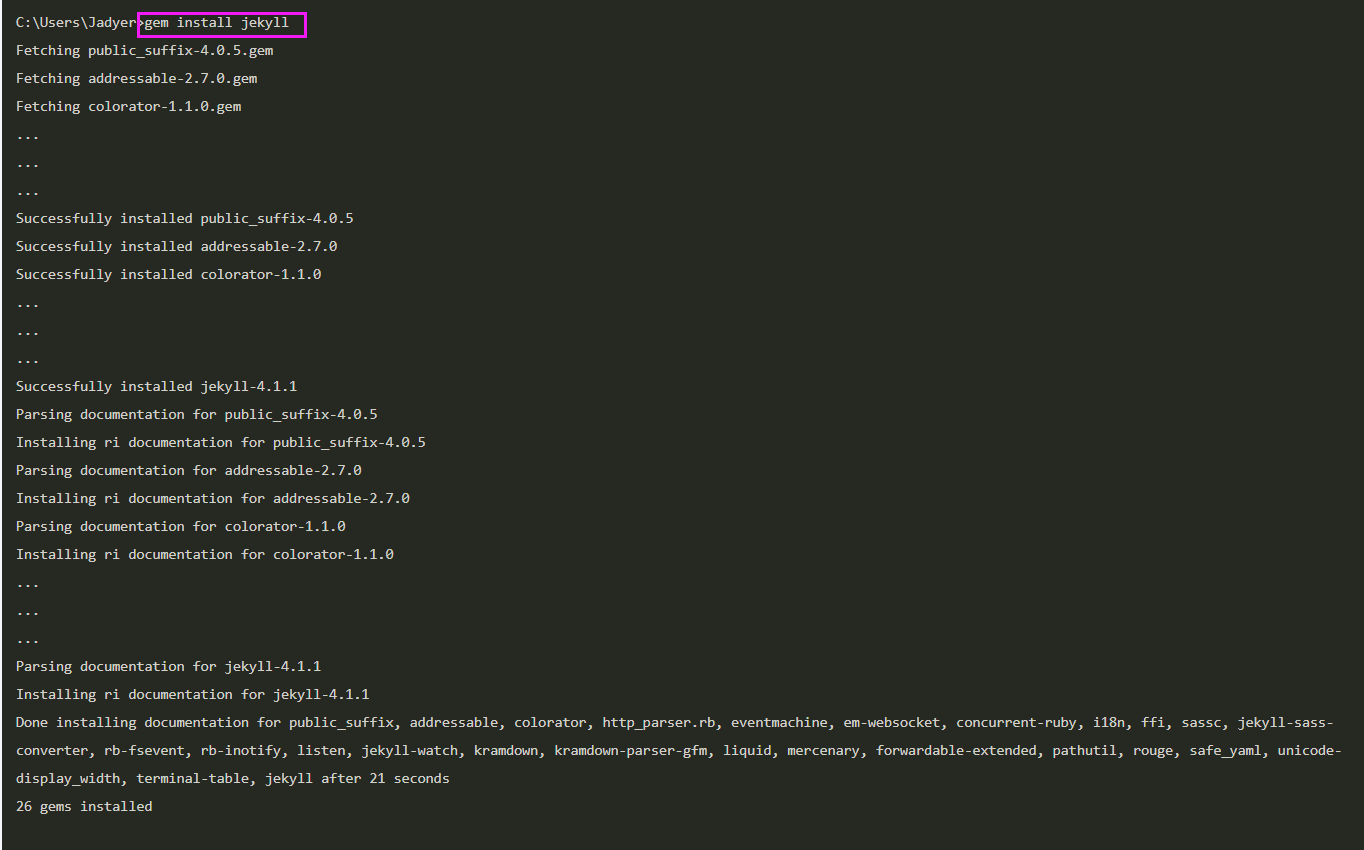 C:\Users\Jadyer>gem install jekyll
Fetching public_suffix-4.0.5.gem
Fetching addressable-2.7.0.gem
Fetching colorator-1.1.0.gem
...
...
...
Successfully installed public_suffix-4.0.5
Successfully installed addressable-2.7.0
Successfully installed colorator-1.1.0
...
...
...
Successfully installed jekyll-4.1.1
Parsing documentation for public_suffix-4.0.5
Installing ri documentation for public_suffix-4.0.5
Parsing documentation for addressable-2.7.0
Installing ri documentation for addressable-2.7.0
Parsing documentation for colorator-1.1.0
Installing ri documentation for colorator-1.1.0
...
...
...
Parsing documentation for jekyll-4.1.1
Installing ri documentation for jekyll-4.1.1
Done installing documentation for public_suffix, addressable, colorator, http_parser.rb, eventmachine, em-websocket, concurrent-ruby, i18n, ffi, sassc, jekyll-sass-
converter, rb-fsevent, rb-inotify, listen, jekyll-watch, kramdown, kramdown-parser-gfm, liquid, mercenary, forwardable-extended, pathutil, rouge, safe_yaml, unicode-
display_width, terminal-table, jekyll after 21 seconds
26 gems installed